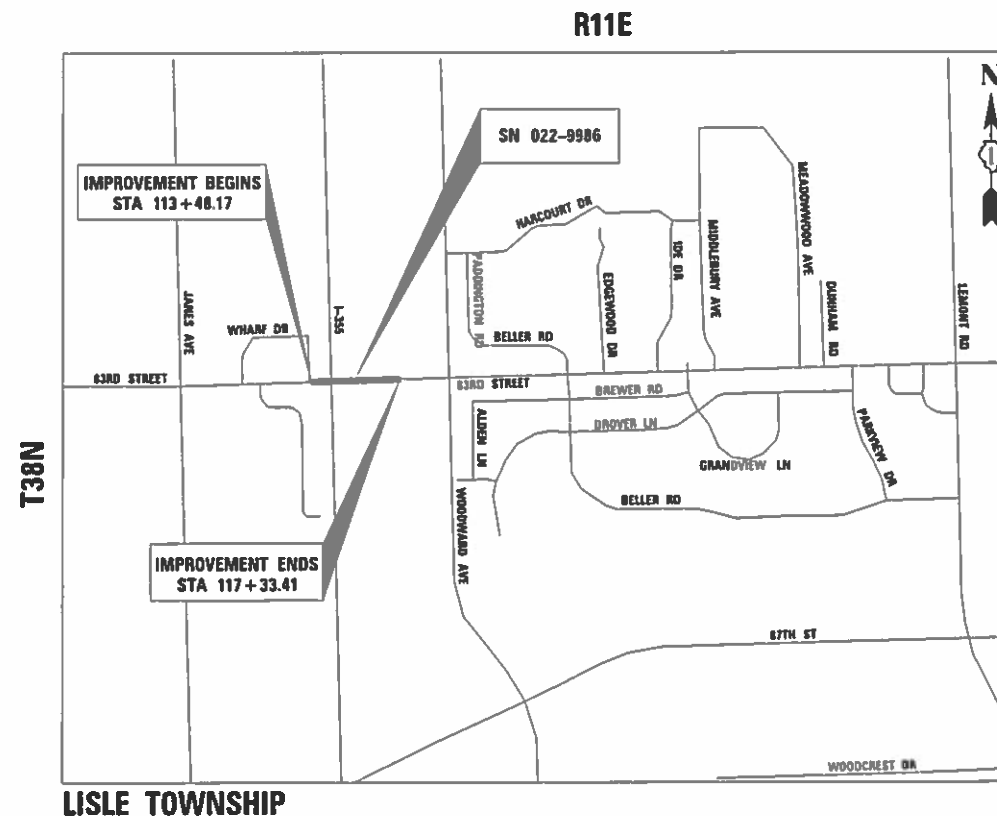 R11E
N
SN 022-9986
IMPROVEMENT BEGINS
STA 113+48.17
HARCOURT DR
MEADOWWOOD AVE
MIDDLEBURY AVE
IDE DR
PADDINGTON RD
EDGEWOOD DR
DUNHAM RD
LEMONT RD
JANES AVE
I-355
WHARF DR
BELLER RD
83RD STREET
83RD STREET
BREWER RD
ALDEN LN
DROVER LN
PARKVIEW DR
GRANDVIEW LN
T38N
BELLER RD
WOODWARD AVE
IMPROVEMENT ENDS
STA 117+33.41
87TH ST
WOODCREST DR
LISLE TOWNSHIP